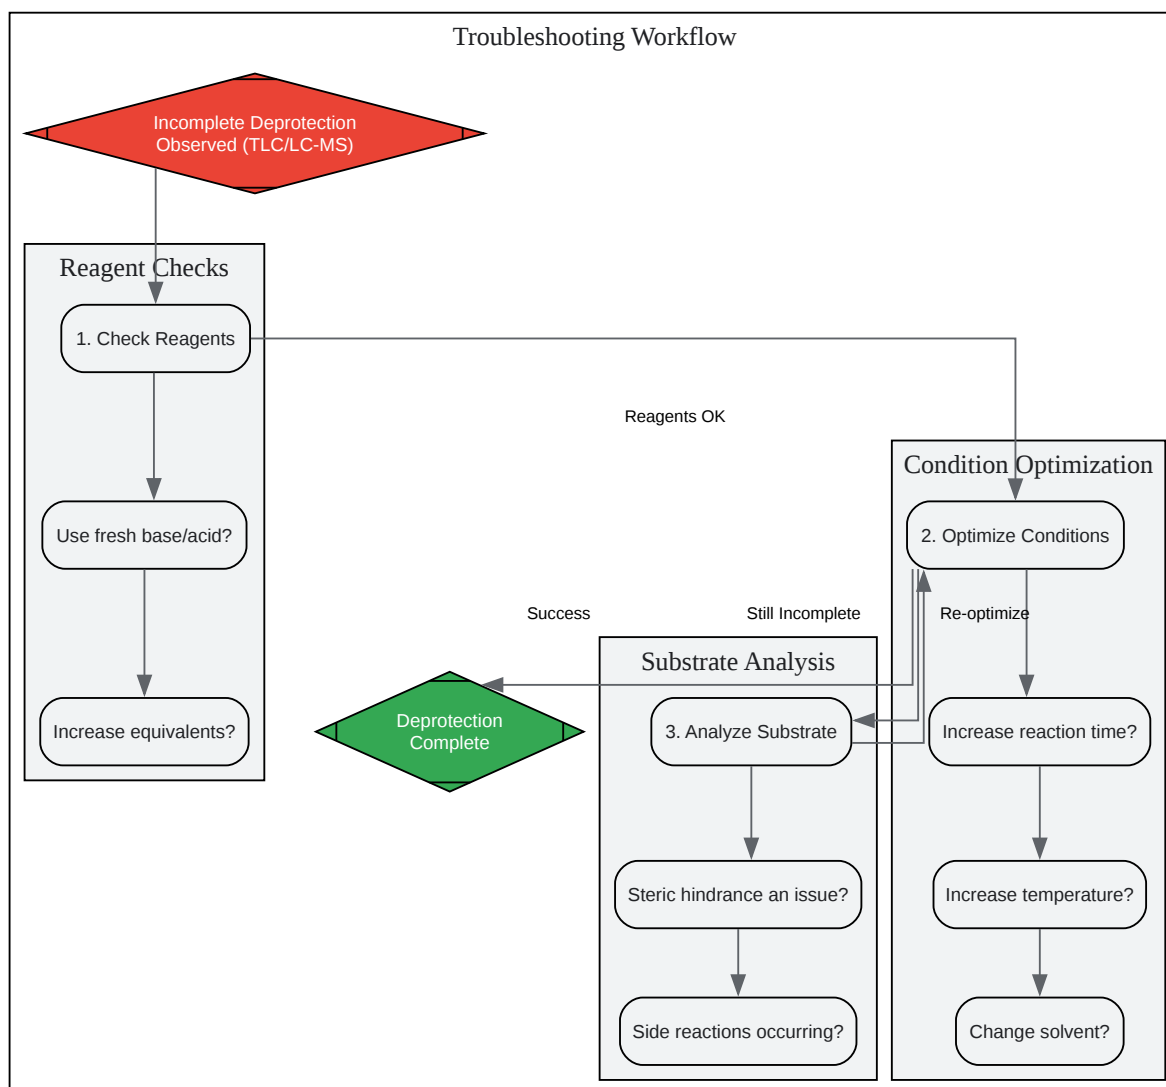 Troubleshooting Workflow
Incomplete Deprotection
Observed (TLC/LC-MS)
Reagent Checks
1. Check Reagents
Reagents OK
Condition Optimization
Use fresh base/acid?
2. Optimize Conditions
Success
Still Incomplete
Re-optimize
Substrate Analysis
Increase equivalents?
Deprotection
Complete
3. Analyze Substrate
Increase reaction time?
Steric hindrance an issue?
Increase temperature?
Side reactions occurring?
Change solvent?